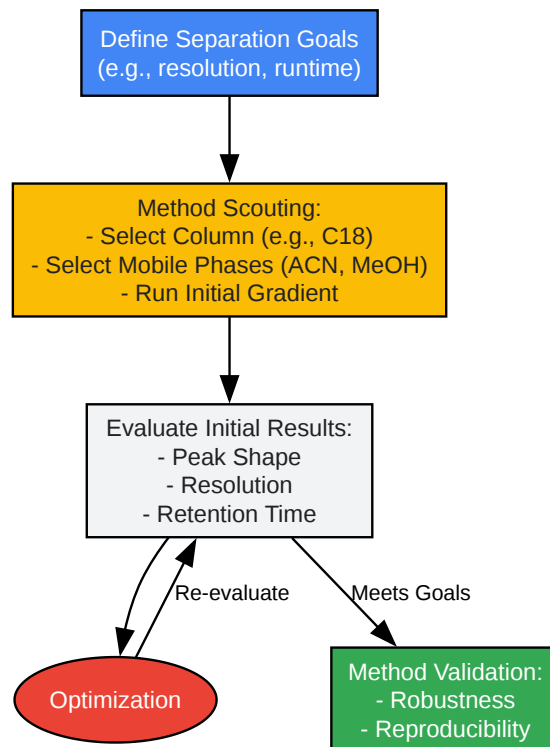 Define Separation Goals
(e.g., resolution, runtime)
Method Scouting:
- Select Column (e.g., C18)
- Select Mobile Phases (ACN, MeOH)
- Run Initial Gradient
Evaluate Initial Results:
- Peak Shape
- Resolution
- Retention Time
Re-evaluate
Meets Goals
Optimization
Method Validation:
- Robustness
- Reproducibility